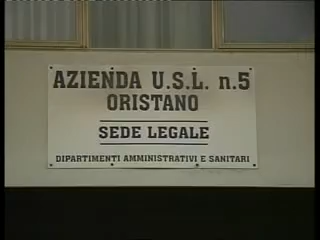 AZIENDA U.S.L. n.5
ORISTANO
SEDE LEGALE
DIPARTIMENTI AMMINISTRATIVI E SANITARI